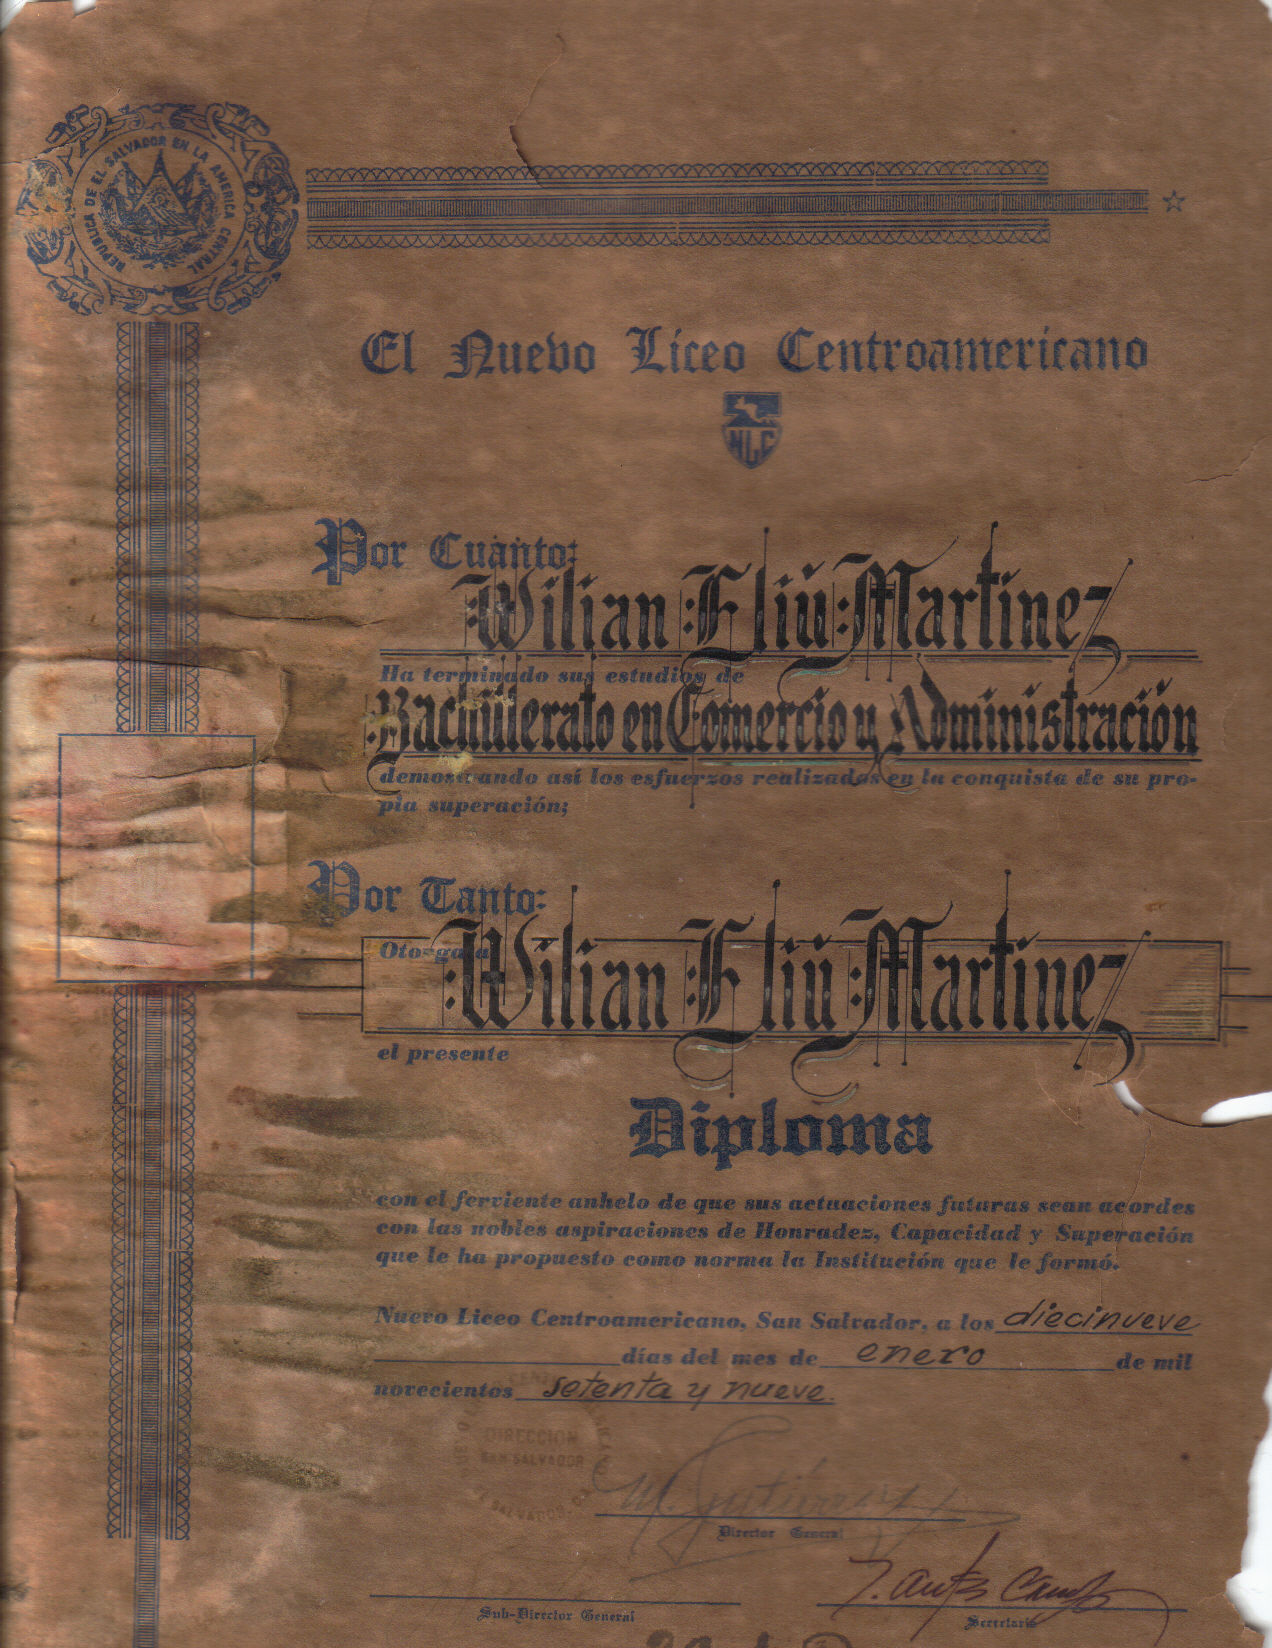 REPUBLICA DE EL SALVADOR EN LA AMERICA CENTRAL
El Nuevo Liceo Centroamericano
NLC
Por Cuanto:
Wilian Eliú Martinez
Ha terminado sus estudios de
Bachillerato en Comercio y Administración
demostrando así los esfuerzos realizados en la conquista de su pro-
pia superación;
Por Tanto:
Otorga a
Wilian Eliú Martinez
el presente
Diploma
con el ferviente anhelo de que sus actuaciones futuras sean acordes
con las nobles aspiraciones de Honradez, Capacidad y Superación
que le ha propuesto como norma la Institución que le formó.
Nuevo Liceo Centroamericano, San Salvador, a los diecinueve
días del mes de enero de mil
novecientos setenta y nueve.
DIRECCION
SAN SALVADOR
EL SALVADOR
M. Gutiérrez
Director General
Sub-Director General
Secretario